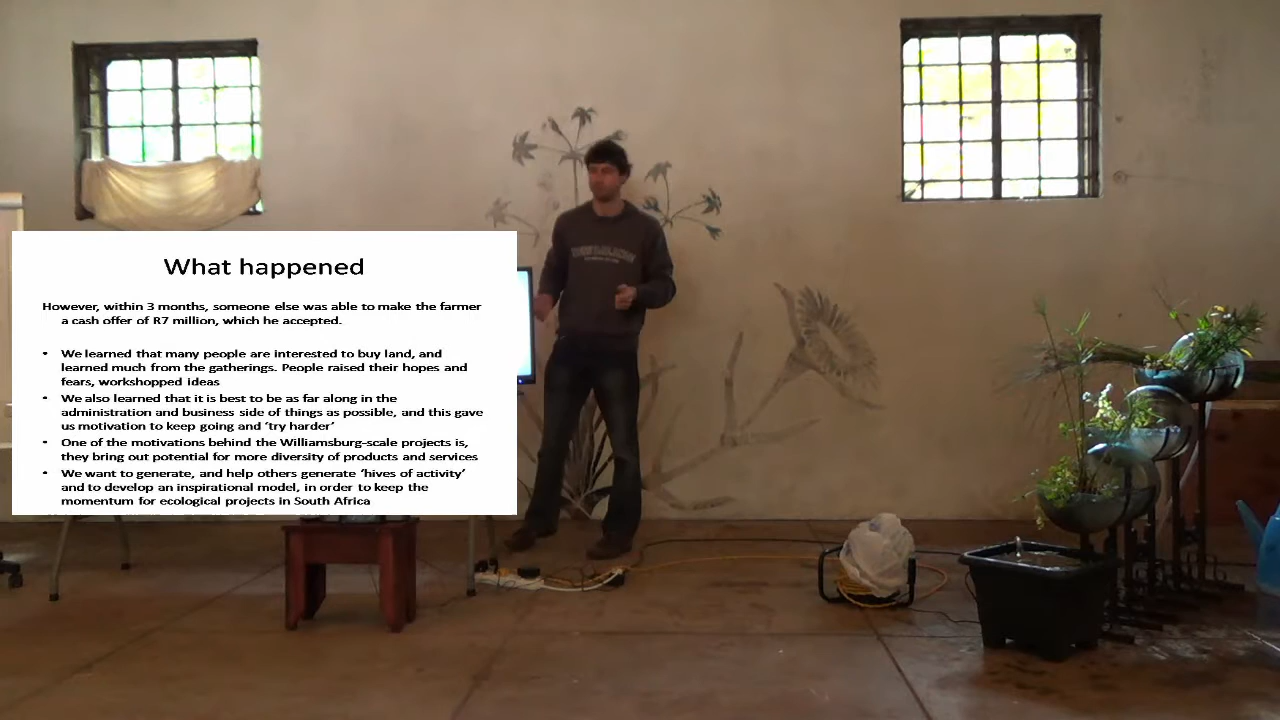 What happened
However, within 3 months, someone else was able to make the farmer
a cash offer of R7 million, which he accepted.
• We learned that many people are interested to buy land, and
learned much from the gatherings. People raised their hopes and
fears, workshopped ideas
• We also learned that it is best to be as far along in the
administration and business side of things as possible, and this gave
us motivation to keep going and ‘try harder’
• One of the motivations behind the Williamsburg-scale projects is,
they bring out potential for more diversity of products and services
• We want to generate, and help others generate ‘hives of activity’
and to develop an inspirational model, in order to keep the
momentum for ecological projects in South Africa